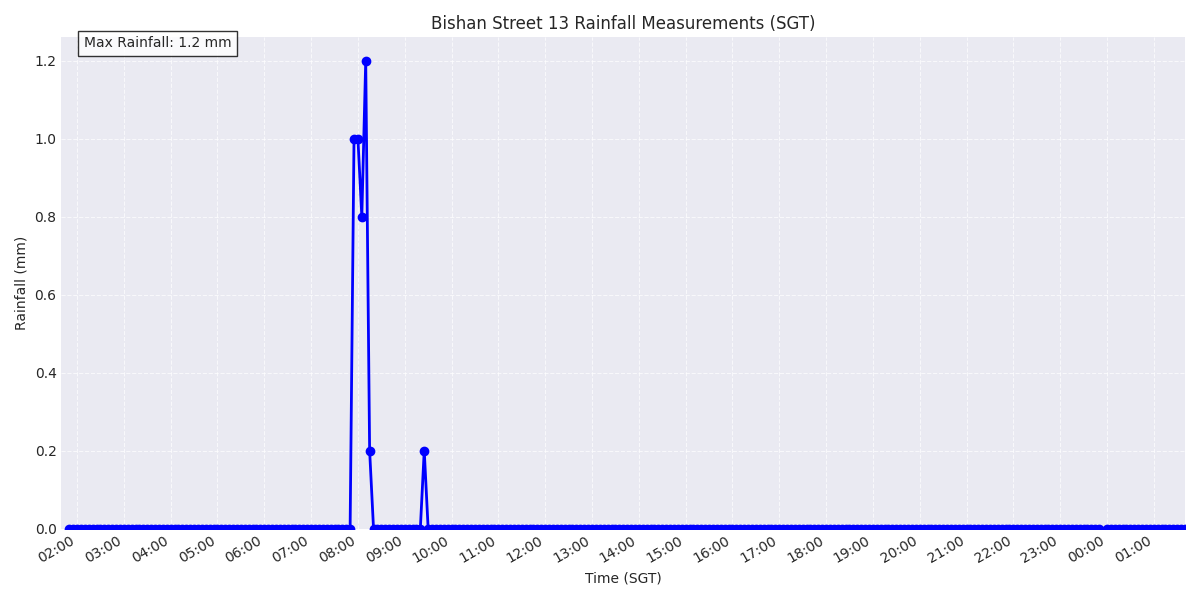 Bishan Street 13 Rainfall Measurements (SGT)
Max Rainfall: 1.2 mm
Rainfall (mm)
1.2
1.0
0.8
0.6
0.4
0.2
0.0
02:00 03:00 04:00 05:00 06:00 07:00 08:00 09:00 10:00 11:00 12:00 13:00 14:00 15:00 16:00 17:00 18:00 19:00 20:00 21:00 22:00 23:00 00:00 01:00
Time (SGT)